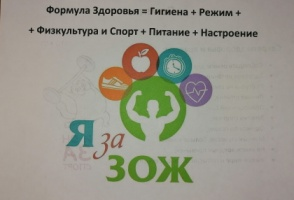 Формула Здоровья = Гигиена + Режим +
+ Физкультура и Спорт + Питание + Настроение
Я за
ЗОЖ